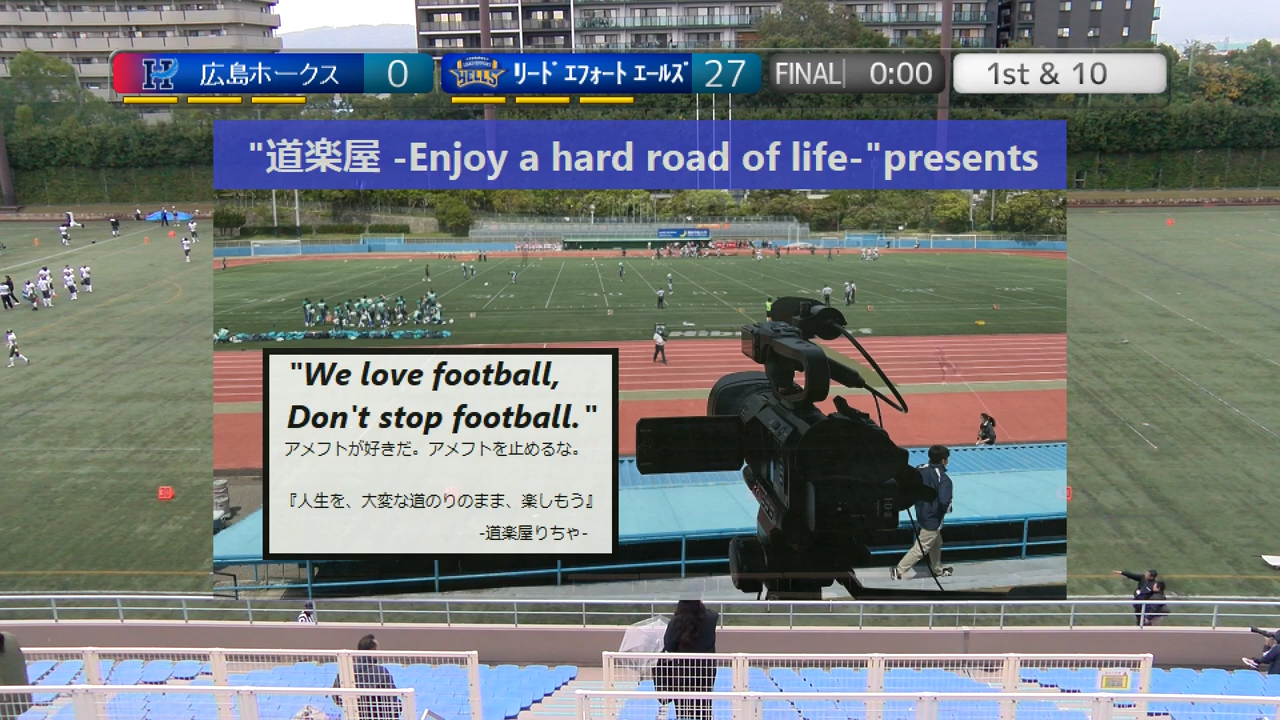 広島ホークス 0 YELLS リードエフォートエールズ 27 FINAL 0:00 1st & 10
"道楽屋 -Enjoy a hard road of life-"presents
"We love football,
Don't stop football."
アメフトが好きだ。アメフトを止めるな。
『人生を、大変な道のりのまま、楽しもう』
-道楽屋りちゃ-